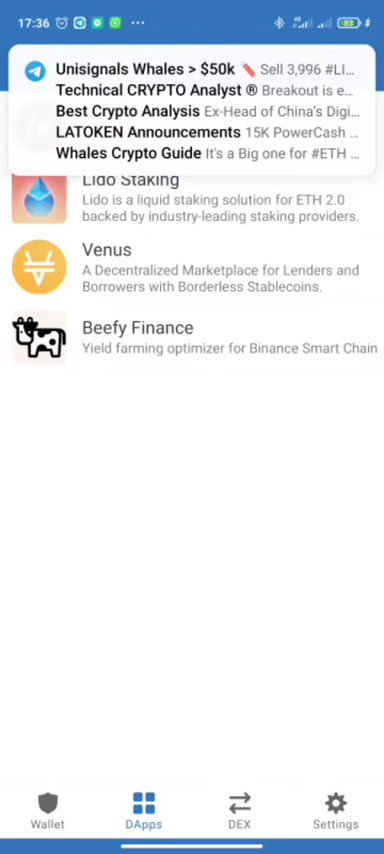 17:36
4G
63
Unisignals Whales > $50k Sell 3,996 #LI...
Technical CRYPTO Analyst ® Breakout is e...
Best Crypto Analysis Ex-Head of China's Digi...
LATOKEN Announcements 15K PowerCash ...
Whales Crypto Guide It's a Big one for #ETH ...
Lido Staking
Lido is a liquid staking solution for ETH 2.0
backed by industry-leading staking providers.
Venus
A Decentralized Marketplace for Lenders and
Borrowers with Borderless Stablecoins.
Beefy Finance
Yield farming optimizer for Binance Smart Chain
Wallet
DApps
DEX
Settings